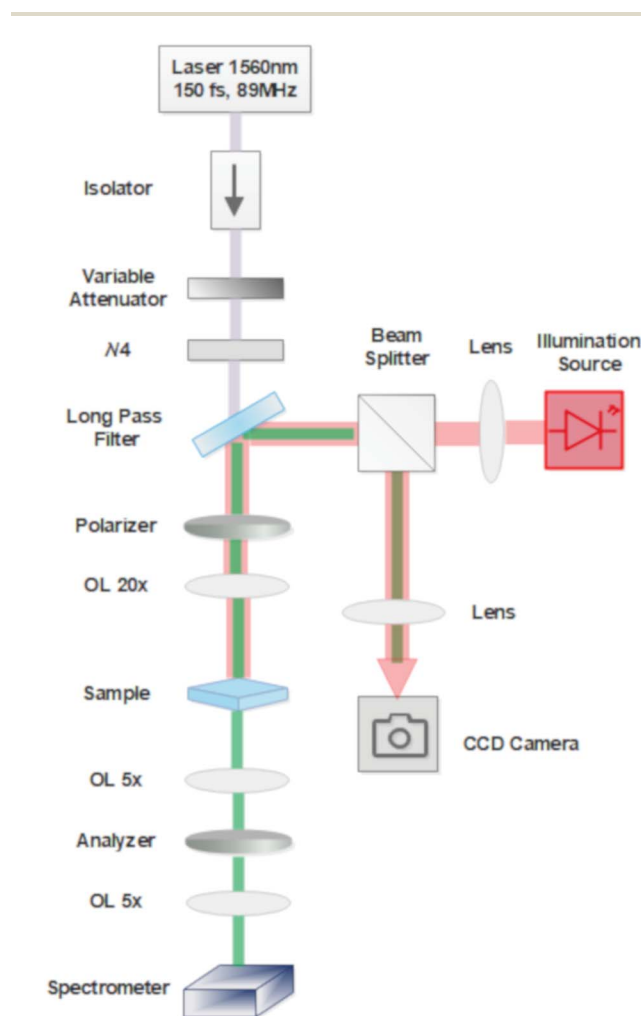 Laser 1560nm
150 fs, 89MHz
Isolator
Variable
Attenuator
λ/4
Beam
Splitter
Lens
Illumination
Source
Long Pass
Filter
Polarizer
OL 20x
Lens
Sample
CCD Camera
OL 5x
Analyzer
OL 5x
Spectrometer